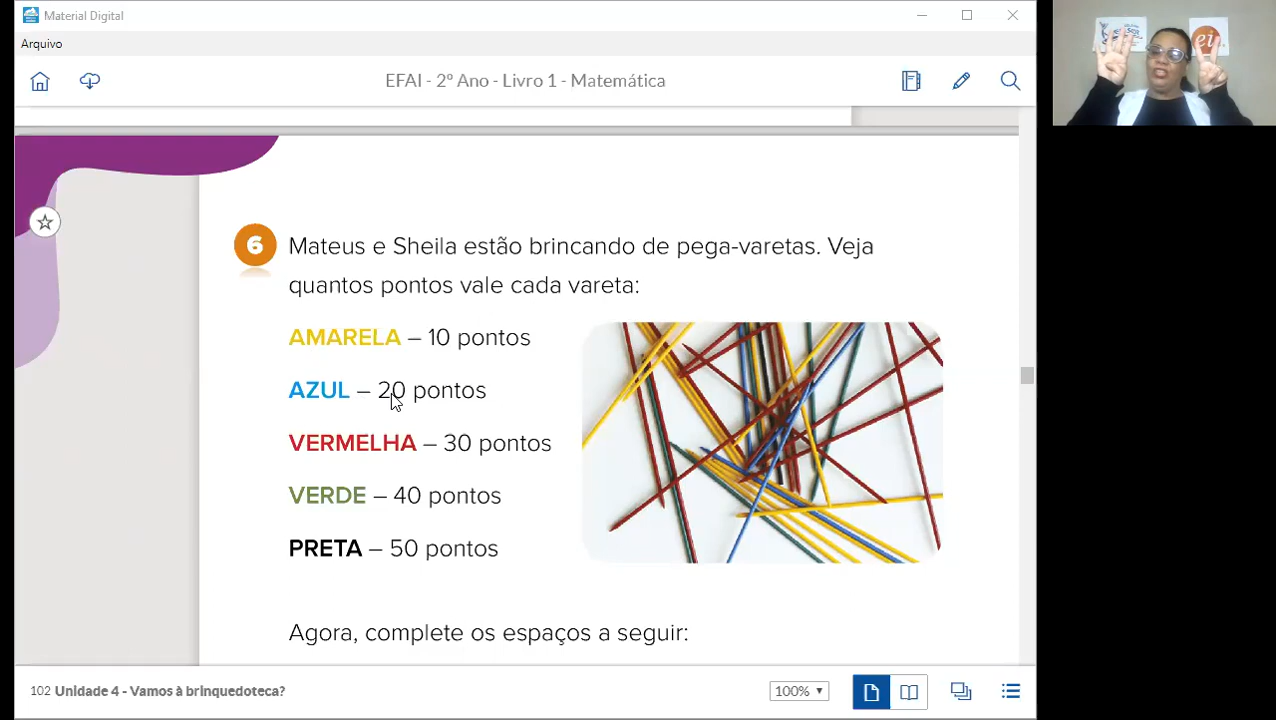 Material Digital
Arquivo
EFAI - 2º Ano - Livro 1 - Matemática
ei
6 Mateus e Sheila estão brincando de pega-varetas. Veja
quantos pontos vale cada vareta:
AMARELA – 10 pontos
AZUL – 20 pontos
VERMELHA – 30 pontos
VERDE – 40 pontos
PRETA – 50 pontos
Agora, complete os espaços a seguir:
102 Unidade 4 - Vamos à brinquedoteca?
100%